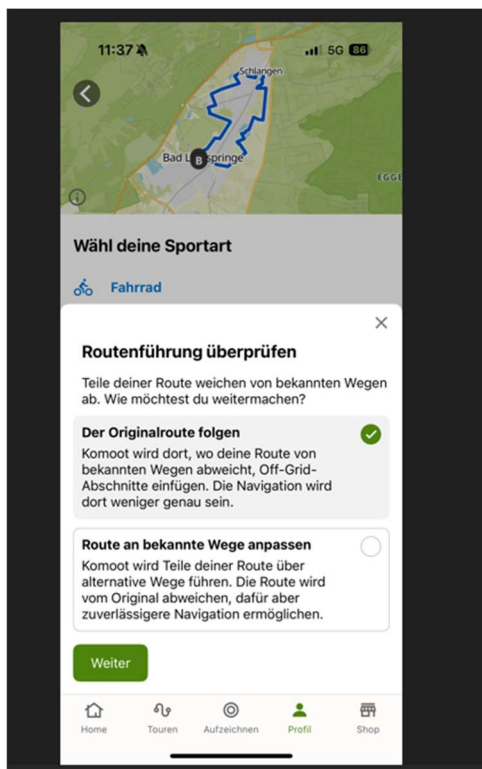 11:37
5G 86
Schlangen
Bad L B springe
EGGE
Wähl deine Sportart
Fahrrad
Routenführung überprüfen
Teile deiner Route weichen von bekannten Wegen
ab. Wie möchtest du weitermachen?
Der Originalroute folgen
Komoot wird dort, wo deine Route von
bekannten Wegen abweicht, Off-Grid-
Abschnitte einfügen. Die Navigation wird
dort weniger genau sein.
Route an bekannte Wege anpassen
Komoot wird Teile deiner Route über
alternative Wege führen. Die Route wird
vom Original abweichen, dafür aber
zuverlässigere Navigation ermöglichen.
Weiter
Home Touren Aufzeichnen Profil Shop